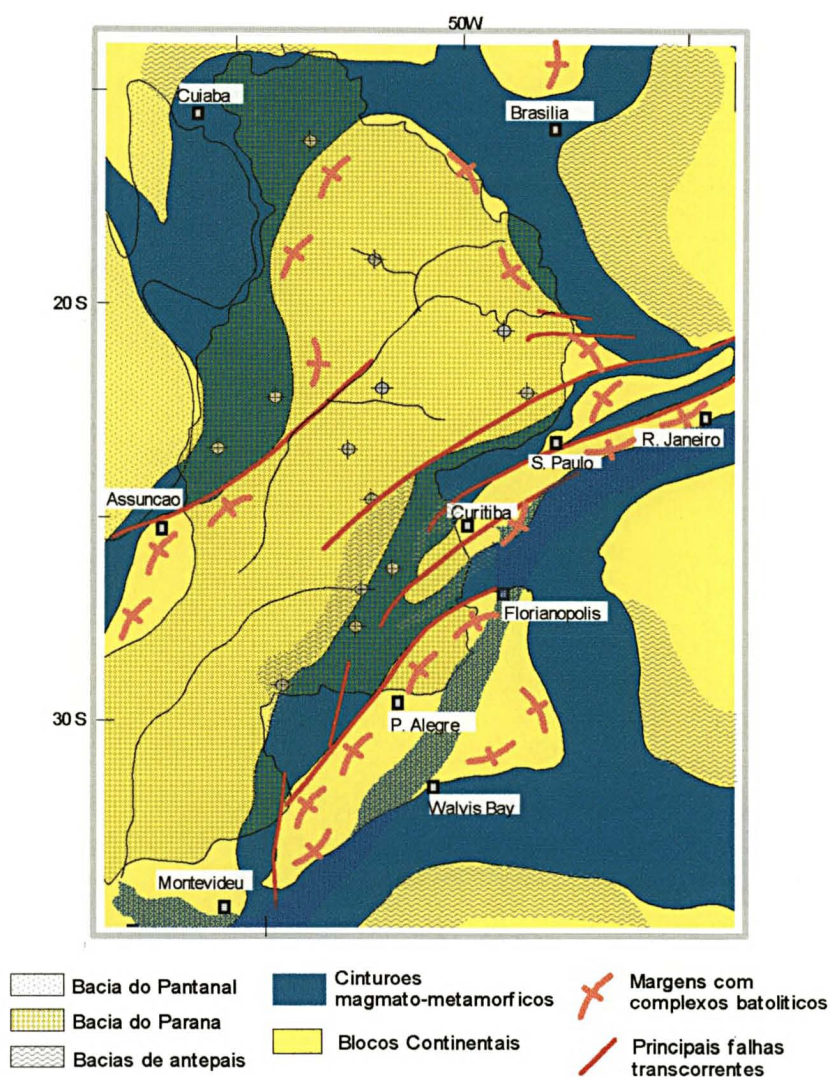 50W
Cuiaba
Brasilia
20 S
R. Janeiro
S. Paulo
Assuncao
Curitiba
Florianopolis
30 S
P. Alegre
Walvis Bay
Montevideu
Bacia do Pantanal
Bacia do Parana
Bacias de antepais
Cinturoes
magmato-metamorficos
Blocos Continentais
Margens com
complexos batoliticos
Principais falhas
transcorrentes